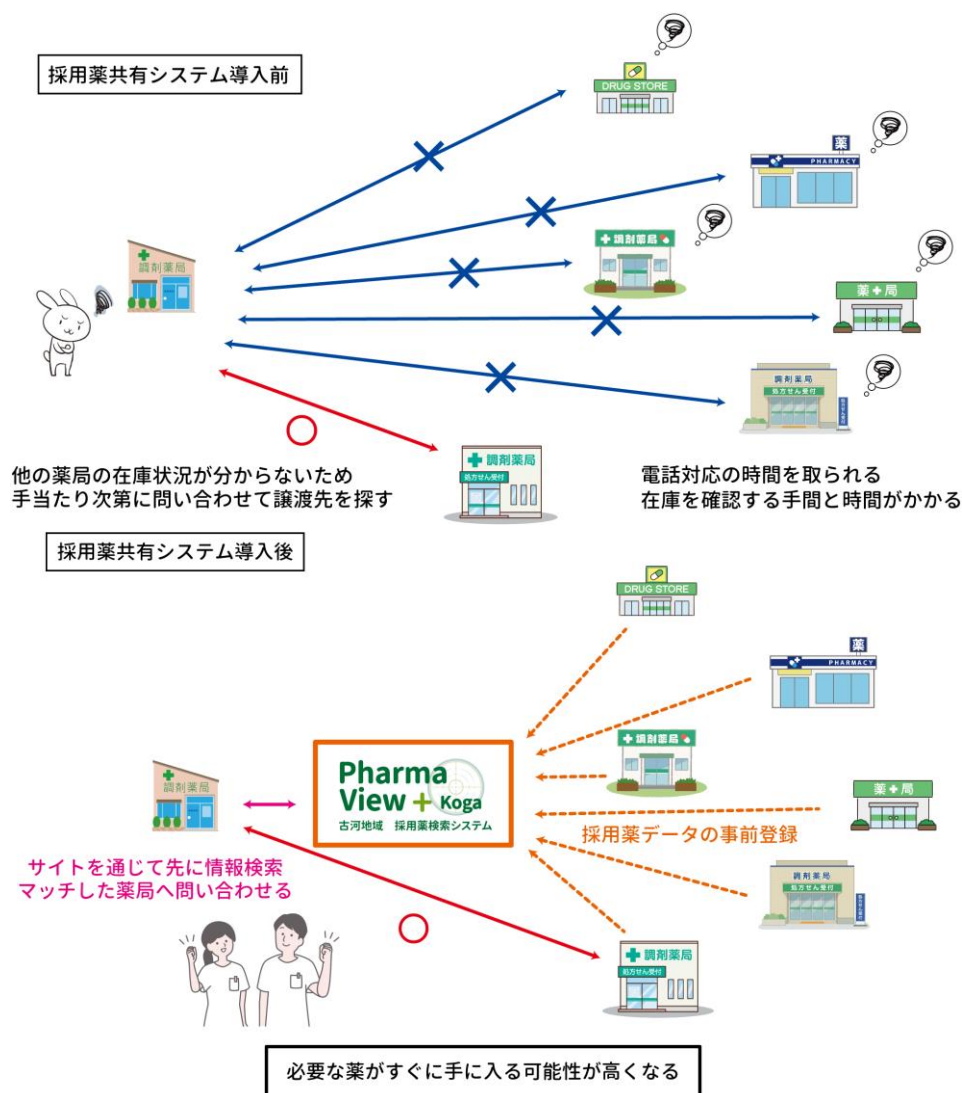 採用薬共有システム導入前
DRUG STORE
薬
PHARMACY
調剤薬局
調剤薬局
薬局
調剤薬局
処方せん受付
処方せん受付
調剤薬局
処方せん受付
他の薬局の在庫状況が分からないため
手当たり次第に問い合わせて譲渡先を探す
電話対応の時間を取られる
在庫を確認する手間と時間がかかる
採用薬共有システム導入後
DRUG STORE
薬
PHARMACY
調剤薬局
調剤薬局
Pharma
View + Koga
古河地域 採用薬検索システム
薬局
採用薬データの事前登録
サイトを通じて先に情報検索
マッチした薬局へ問い合わせる
調剤薬局
処方せん受付
処方せん受付
調剤薬局
処方せん受付
必要な薬がすぐに手に入る可能性が高くなる